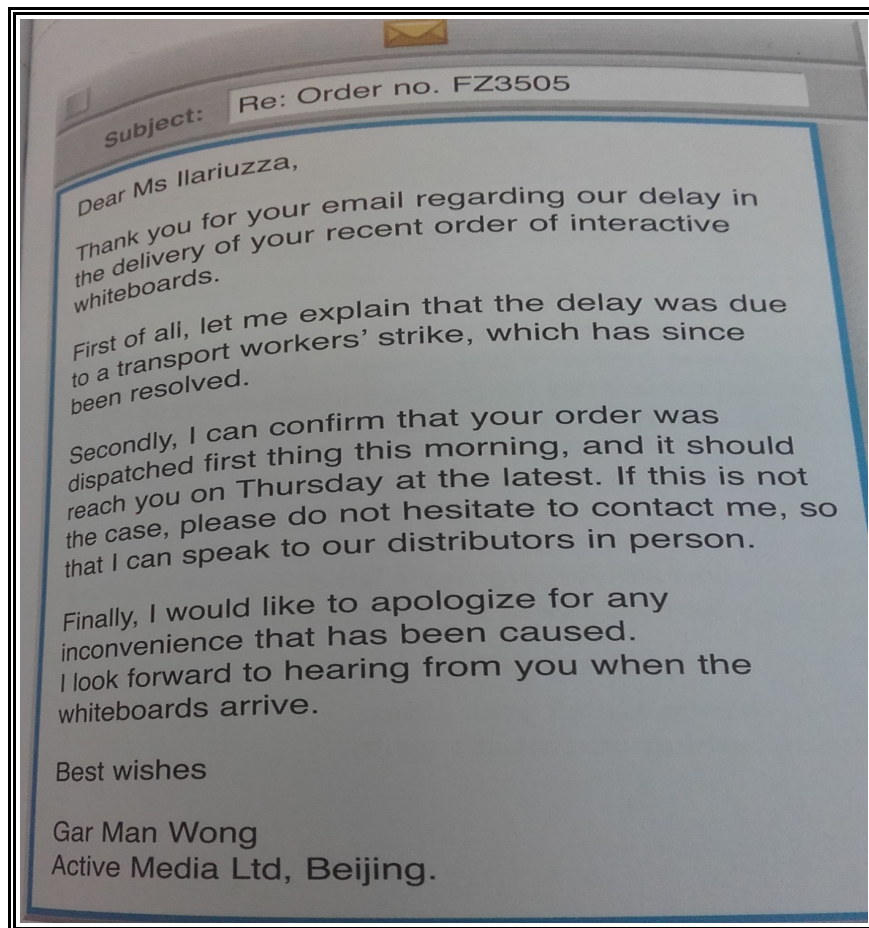 Subject: Re: Order no. FZ3505
Dear Ms Ilariuzza,
Thank you for your email regarding our delay in
the delivery of your recent order of interactive
whiteboards.
First of all, let me explain that the delay was due
to a transport workers' strike, which has since
been resolved.
Secondly, I can confirm that your order was
dispatched first thing this morning, and it should
reach you on Thursday at the latest. If this is not
the case, please do not hesitate to contact me, so
that I can speak to our distributors in person.
Finally, I would like to apologize for any
inconvenience that has been caused.
I look forward to hearing from you when the
whiteboards arrive.
Best wishes
Gar Man Wong
Active Media Ltd, Beijing.